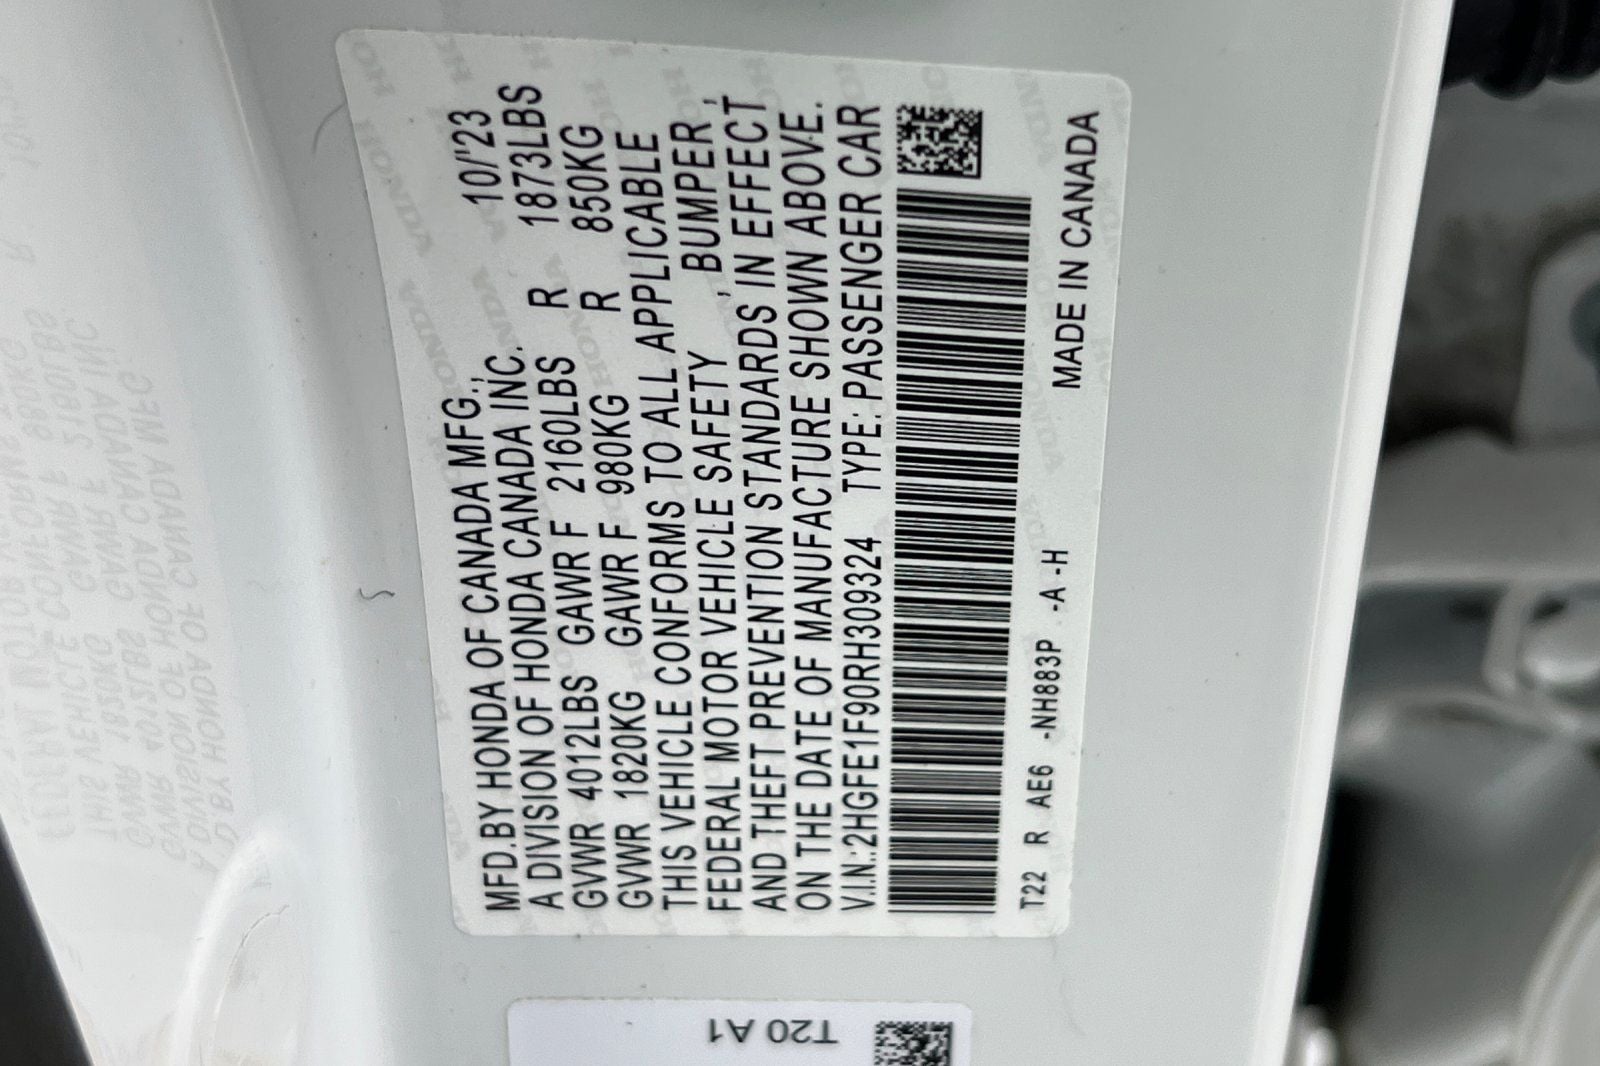 MFD.BY HONDA OF CANADA MFG., 10/'23
A DIVISION OF HONDA CANADA INC.
GVWR 4012LBS GAWR F 2160LBS R 1873LBS
GVWR 1820KG GAWR F 980KG R 850KG
THIS VEHICLE CONFORMS TO ALL APPLICABLE
FEDERAL MOTOR VEHICLE SAFETY , BUMPER ,
AND THEFT PREVENTION STANDARDS IN EFFECT
ON THE DATE OF MANUFACTURE SHOWN ABOVE.
V.I.N.:2HGFE1F90RH309324 TYPE: PASSENGER CAR
T22 R AE6 -NH883P -A -H MADE IN CANADA
T20 A1